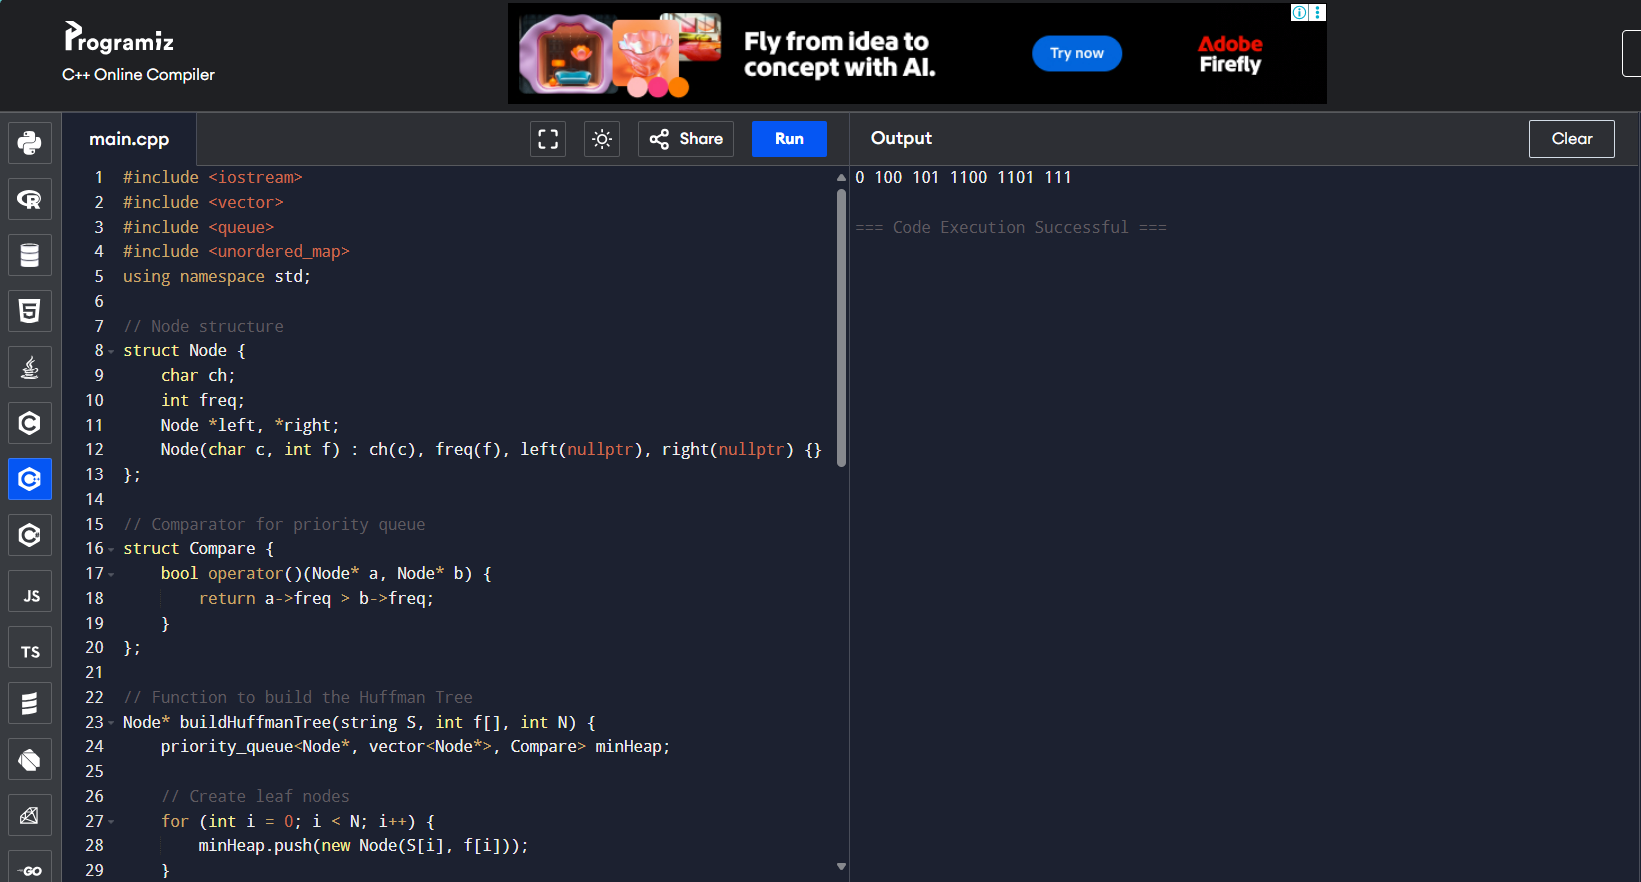 Programiz
C++ Online Compiler
Fly from idea to
concept with AI.
Try now
Adobe
Firefly
main.cpp
Share
Run
Output
Clear
1 #include <iostream>
2 #include <vector>
3 #include <queue>
4 #include <unordered_map>
5 using namespace std;
6
7 // Node structure
8 struct Node {
9     char ch;
10     int freq;
11     Node *left, *right;
12     Node(char c, int f) : ch(c), freq(f), left(nullptr), right(nullptr) {}
13 };
14
15 // Comparator for priority queue
16 struct Compare {
17     bool operator()(Node* a, Node* b) {
18         return a->freq > b->freq;
19     }
20 };
21
22 // Function to build the Huffman Tree
23 Node* buildHuffmanTree(string S, int f[], int N) {
24     priority_queue<Node*, vector<Node*>, Compare> minHeap;
25
26     // Create leaf nodes
27     for (int i = 0; i < N; i++) {
28         minHeap.push(new Node(S[i], f[i]));
29     }
0 100 101 1100 1101 111
=== Code Execution Successful ===
R
5
C
C
C
JS
TS
GO